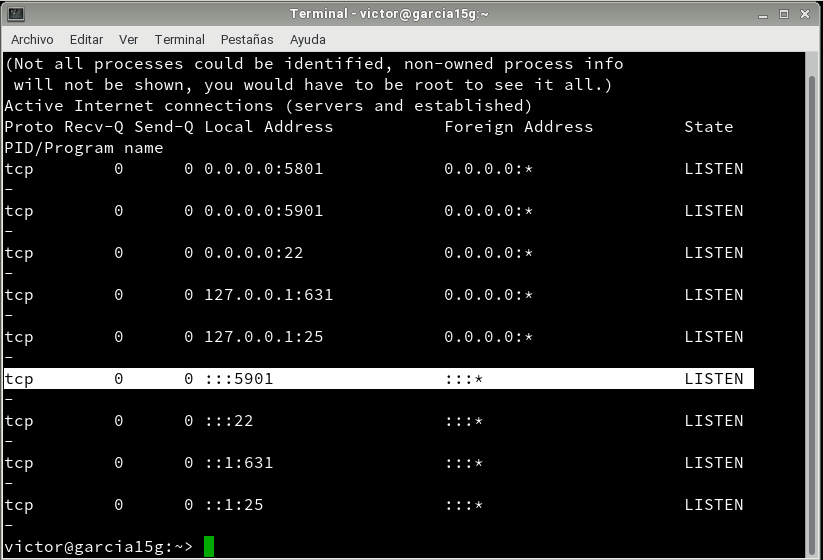 Terminal - victor@garcia15g:~
Archivo Editar Ver Terminal Pestañas Ayuda
(Not all processes could be identified, non-owned process info
will not be shown, you would have to be root to see it all.)
Active Internet connections (servers and established)
Proto Recv-Q Send-Q Local Address Foreign Address State
PID/Program name
tcp 0 0 0.0.0.0:5801 0.0.0.0:* LISTEN
-
tcp 0 0 0.0.0.0:5901 0.0.0.0:* LISTEN
-
tcp 0 0 0.0.0.0:22 0.0.0.0:* LISTEN
-
tcp 0 0 127.0.0.1:631 0.0.0.0:* LISTEN
-
tcp 0 0 127.0.0.1:25 0.0.0.0:* LISTEN
-
tcp 0 0 :::5901 :::* LISTEN
-
tcp 0 0 :::22 :::* LISTEN
-
tcp 0 0 ::1:631 :::* LISTEN
-
tcp 0 0 ::1:25 :::* LISTEN
-
victor@garcia15g:~>